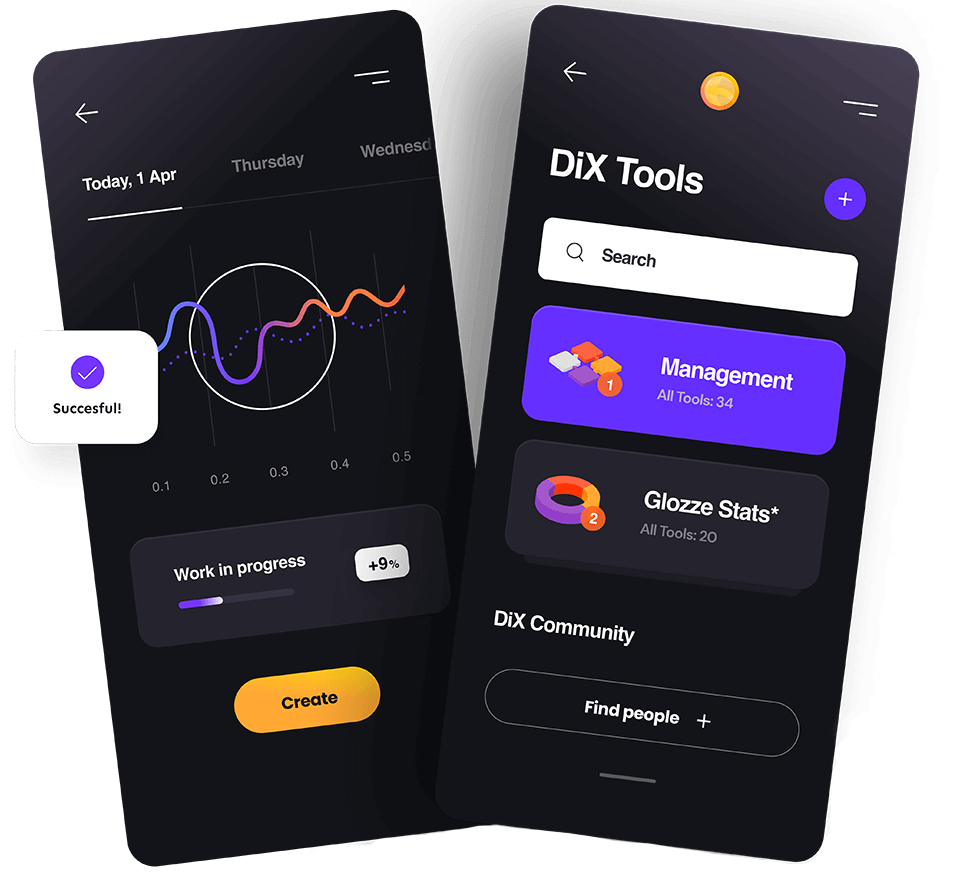 Today, 1 Apr
Thursday
Wednesd
Succesful!
0.1
0.2
0.3
0.4
0.5
Work in progress
+9%
Create
DiX Tools
+
Search
Management
All Tools: 34
1
Glozze Stats*
All Tools: 20
2
DiX Community
Find people +